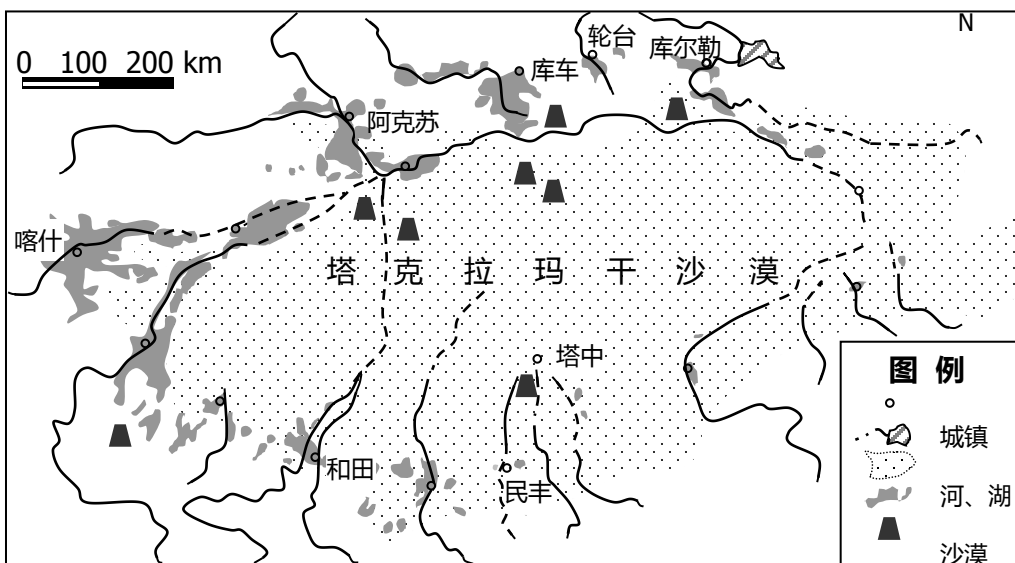 N
0 100 200 km
轮台
库尔勒
库车
阿克苏
喀什
塔克拉玛干沙漠
塔中
和田
民丰
图例
城镇
河、湖
沙漠